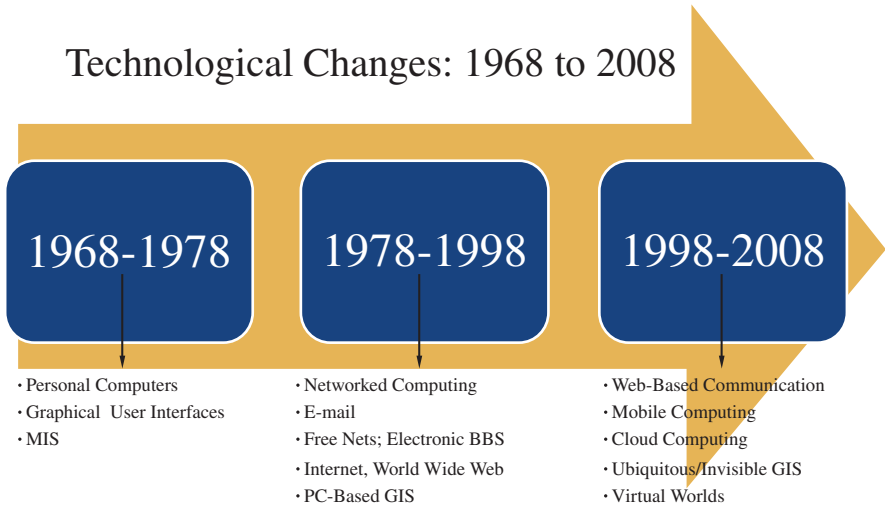 Technological Changes: 1968 to 2008
1968-1978
· Personal Computers
· Graphical User Interfaces
· MIS
1978-1998
· Networked Computing
· E-mail
· Free Nets; Electronic BBS
· Internet, World Wide Web
· PC-Based GIS
1998-2008
· Web-Based Communication
· Mobile Computing
· Cloud Computing
· Ubiquitous/Invisible GIS
· Virtual Worlds